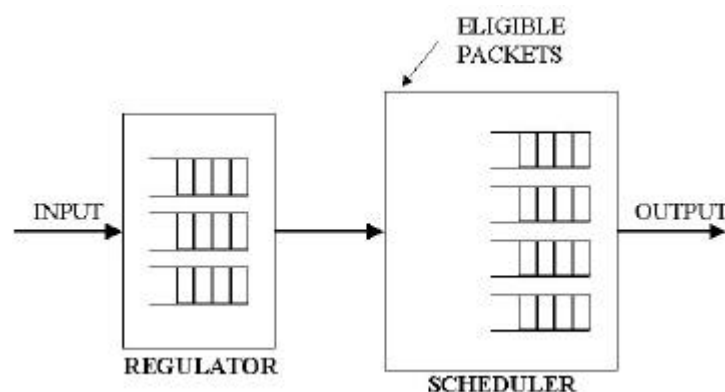 ELIGIBLE
PACKETS
INPUT
OUTPUT
REGULATOR
SCHEDULER